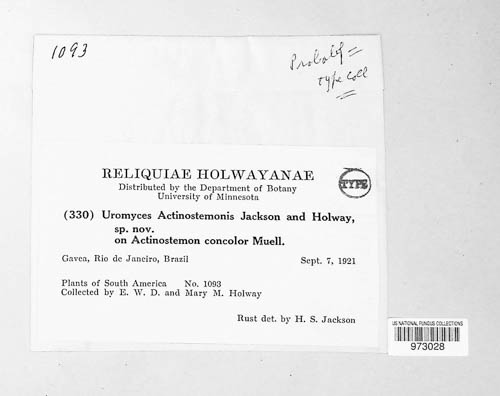 1093
Probably =
type coll
RELIQUIAE HOLWAYANAE
Distributed by the Department of Botany
University of Minnesota
TYPE
(330) Uromyces Actinostemonis Jackson and Holway,
sp. nov.
on Actinostemon concolor Muell.
Gavea, Rio de Janeiro, Brazil Sept. 7, 1921
Plants of South America No. 1093
Collected by E. W. D. and Mary M. Holway
Rust det. by H. S. Jackson
US NATIONAL FUNGUS COLLECTIONS
973028